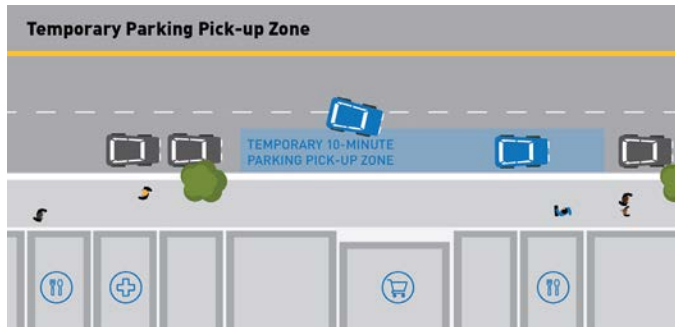 Temporary Parking Pick-up Zone
TEMPORARY 10-MINUTE
PARKING PICK-UP ZONE